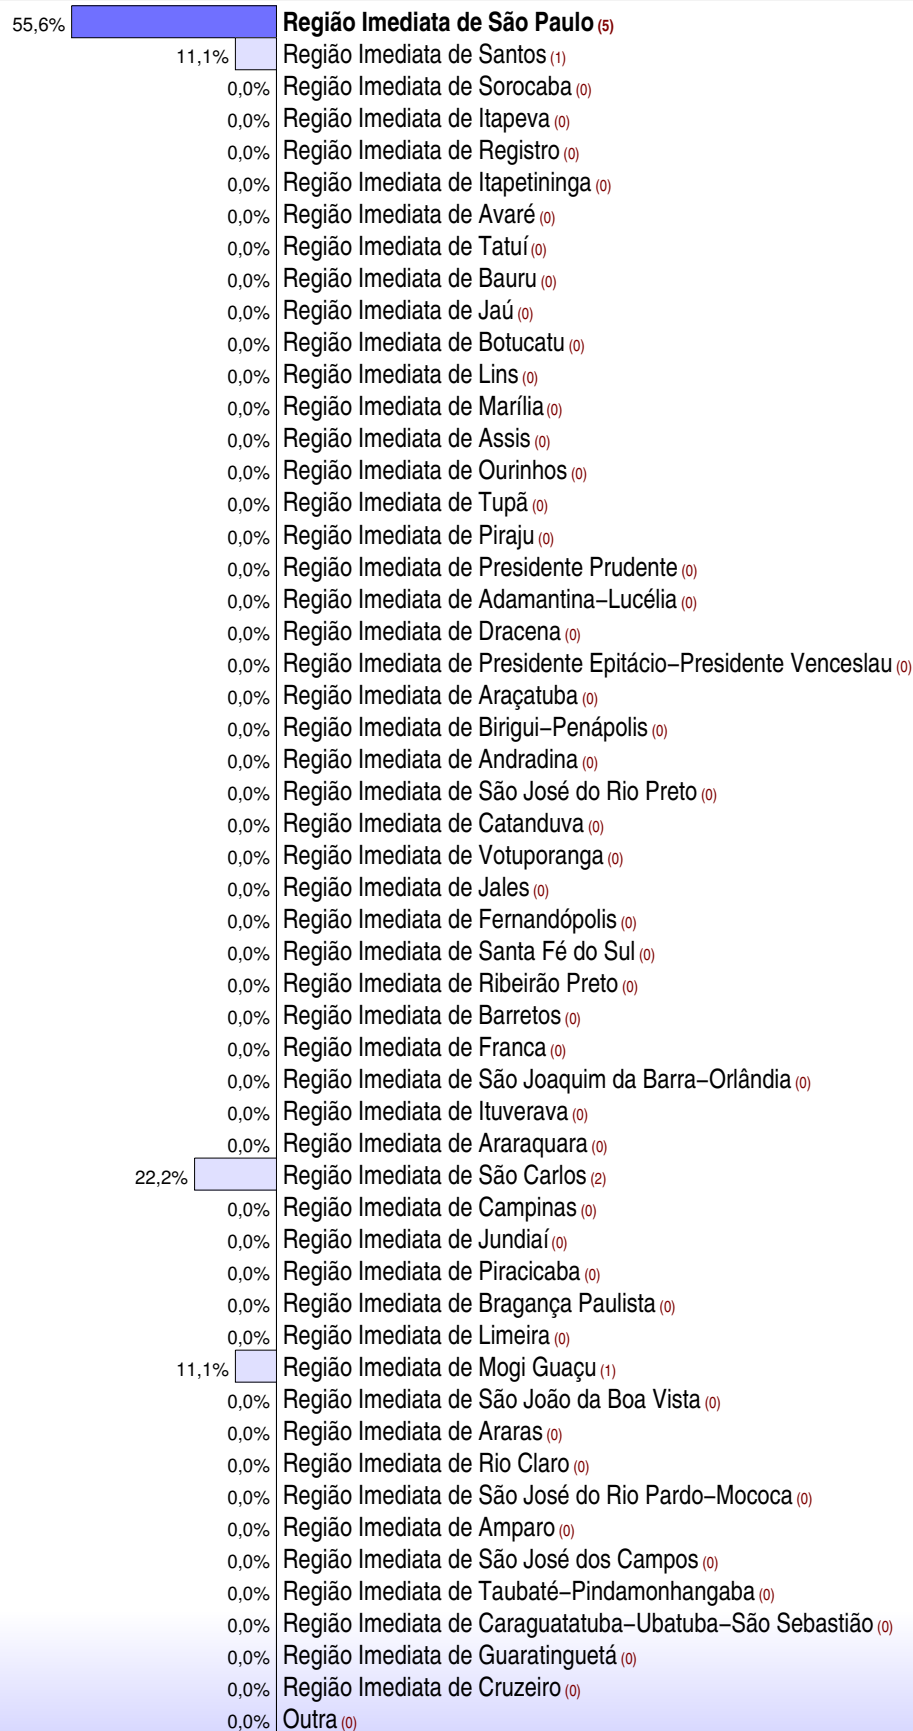 55,6% Região Imediata de São Paulo (5)
11,1% Região Imediata de Santos (1)
0,0% Região Imediata de Sorocaba (0)
0,0% Região Imediata de Itapeva (0)
0,0% Região Imediata de Registro (0)
0,0% Região Imediata de Itapetininga (0)
0,0% Região Imediata de Avaré (0)
0,0% Região Imediata de Tatuí (0)
0,0% Região Imediata de Bauru (0)
0,0% Região Imediata de Jaú (0)
0,0% Região Imediata de Botucatu (0)
0,0% Região Imediata de Lins (0)
0,0% Região Imediata de Marília (0)
0,0% Região Imediata de Assis (0)
0,0% Região Imediata de Ourinhos (0)
0,0% Região Imediata de Tupã (0)
0,0% Região Imediata de Piraju (0)
0,0% Região Imediata de Presidente Prudente (0)
0,0% Região Imediata de Adamantina–Lucélia (0)
0,0% Região Imediata de Dracena (0)
0,0% Região Imediata de Presidente Epitácio–Presidente Venceslau (0)
0,0% Região Imediata de Araçatuba (0)
0,0% Região Imediata de Birigui–Penápolis (0)
0,0% Região Imediata de Andradina (0)
0,0% Região Imediata de São José do Rio Preto (0)
0,0% Região Imediata de Catanduva (0)
0,0% Região Imediata de Votuporanga (0)
0,0% Região Imediata de Jales (0)
0,0% Região Imediata de Fernandópolis (0)
0,0% Região Imediata de Santa Fé do Sul (0)
0,0% Região Imediata de Ribeirão Preto (0)
0,0% Região Imediata de Barretos (0)
0,0% Região Imediata de Franca (0)
0,0% Região Imediata de São Joaquim da Barra–Orlândia (0)
0,0% Região Imediata de Ituverava (0)
0,0% Região Imediata de Araraquara (0)
22,2% Região Imediata de São Carlos (2)
0,0% Região Imediata de Campinas (0)
0,0% Região Imediata de Jundiaí (0)
0,0% Região Imediata de Piracicaba (0)
0,0% Região Imediata de Bragança Paulista (0)
0,0% Região Imediata de Limeira (0)
11,1% Região Imediata de Mogi Guaçu (1)
0,0% Região Imediata de São João da Boa Vista (0)
0,0% Região Imediata de Araras (0)
0,0% Região Imediata de Rio Claro (0)
0,0% Região Imediata de São José do Rio Pardo–Mococa (0)
0,0% Região Imediata de Amparo (0)
0,0% Região Imediata de São José dos Campos (0)
0,0% Região Imediata de Taubaté–Pindamonhangaba (0)
0,0% Região Imediata de Caraguatatuba–Ubatuba–São Sebastião (0)
0,0% Região Imediata de Guaratinguetá (0)
0,0% Região Imediata de Cruzeiro (0)
0,0% Outra (0)